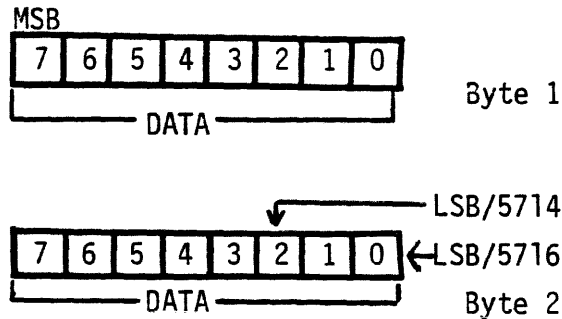 MSB
7 6 5 4 3 2 1 0
Byte 1
DATA
LSB/5714
7 6 5 4 3 2 1 0
LSB/5716
DATA
Byte 2